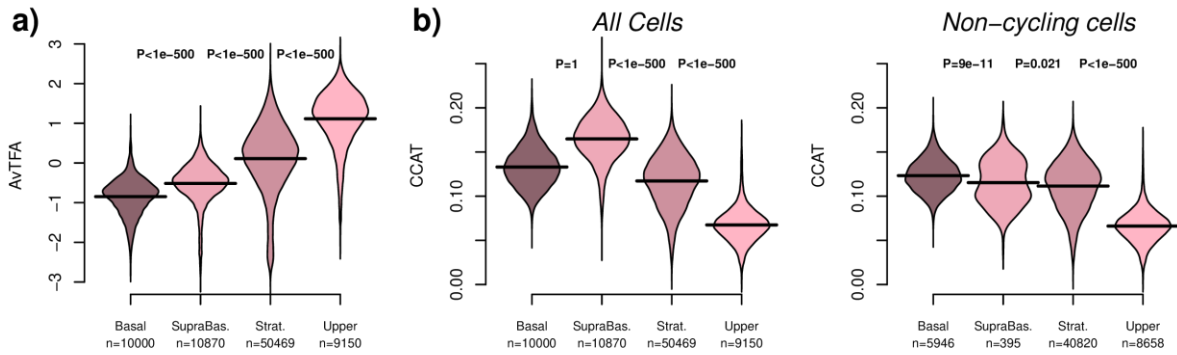 a)
P<1e-500 P<1e-500 P<1e-500
AvTFA
3
2
1
0
−1
−2
−3
Basal SupraBas. Strat. Upper
n=10000 n=10870 n=50469 n=9150
b)
All Cells
P=1 P<1e-500 P<1e-500
CCAT
0.20
0.10
0.00
Basal SupraBas. Strat. Upper
n=10000 n=10870 n=50469 n=9150
Non-cycling cells
P=9e-11 P=0.021 P<1e-500
CCAT
0.20
0.10
0.00
Basal SupraBas. Strat. Upper
n=5946 n=395 n=40820 n=8658